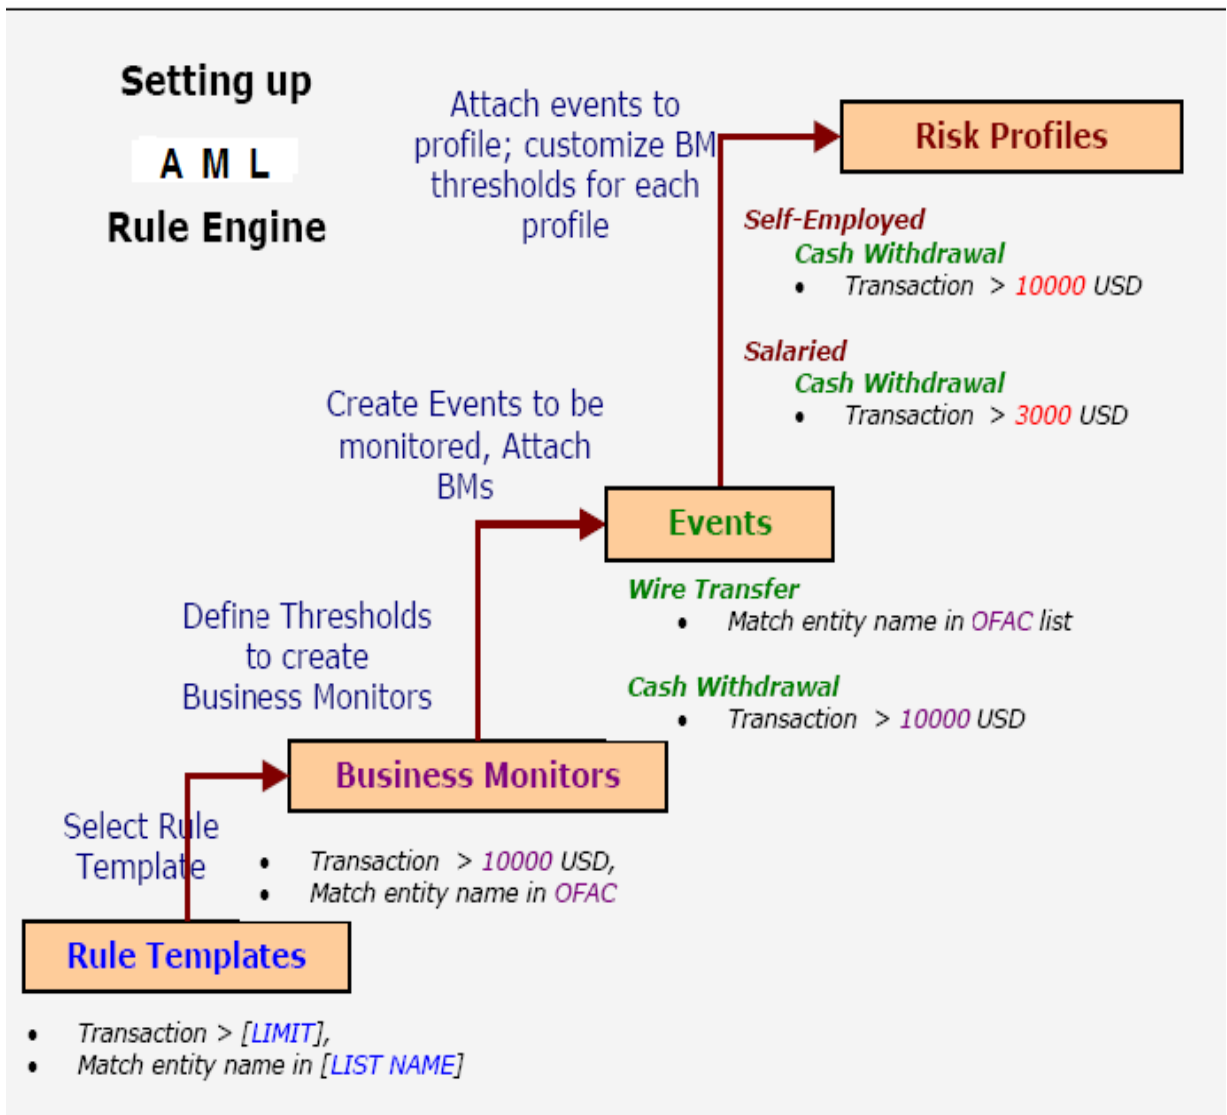 Setting up
A M L
Rule Engine
Attach events to
profile; customize BM
thresholds for each
profile
Risk Profiles
Self-Employed
Cash Withdrawal
• Transaction > 10000 USD
Salaried
Cash Withdrawal
• Transaction > 3000 USD
Create Events to be
monitored, Attach
BMs
Events
Wire Transfer
• Match entity name in OFAC list
Cash Withdrawal
• Transaction > 10000 USD
Define Thresholds
to create
Business Monitors
Business Monitors
• Transaction > 10000 USD,
• Match entity name in OFAC
Select Rule
Template
Rule Templates
• Transaction > [LIMIT],
• Match entity name in [LIST NAME]